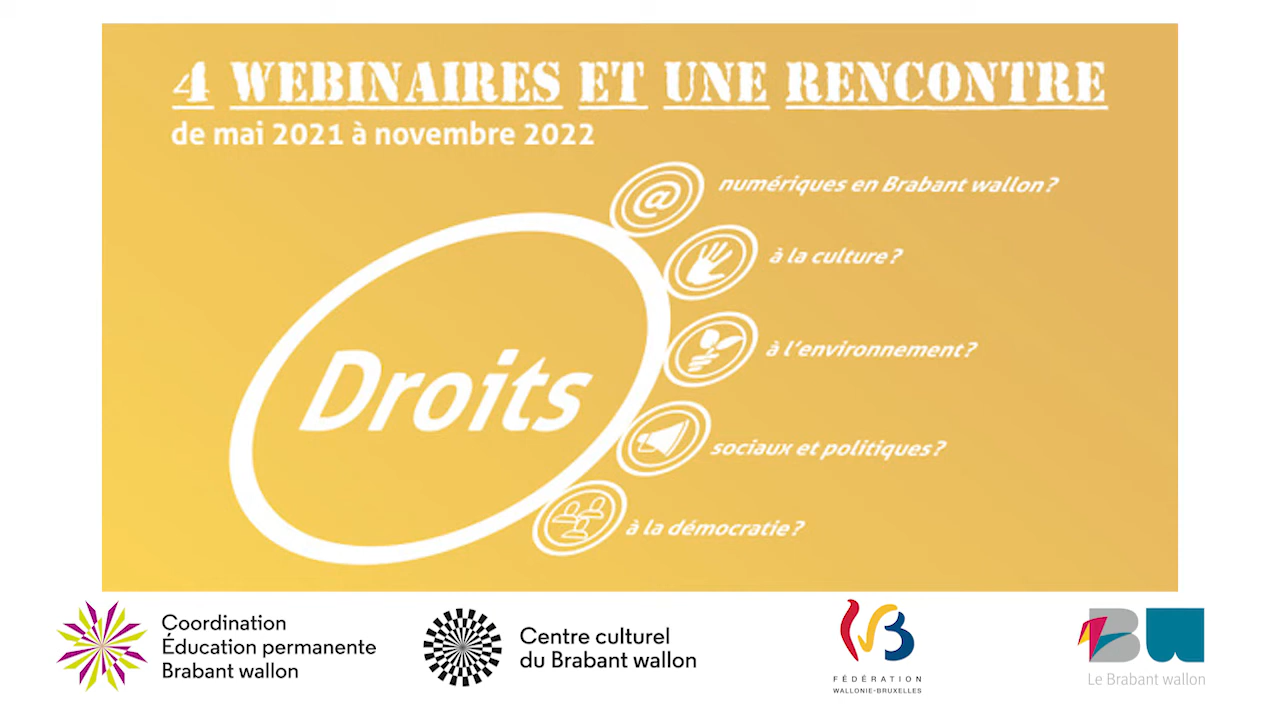 4 WEBINAIRES ET UNE RENCONTRE
de mai 2021 à novembre 2022
@
numériques en Brabant wallon ?
à la culture ?
à l'environnement ?
Droits
sociaux et politiques ?
à la démocratie ?
Coordination
Éducation permanente
Brabant wallon
Centre culturel
du Brabant wallon
FÉDÉRATION
WALLONIE-BRUXELLES
BW
Le Brabant wallon